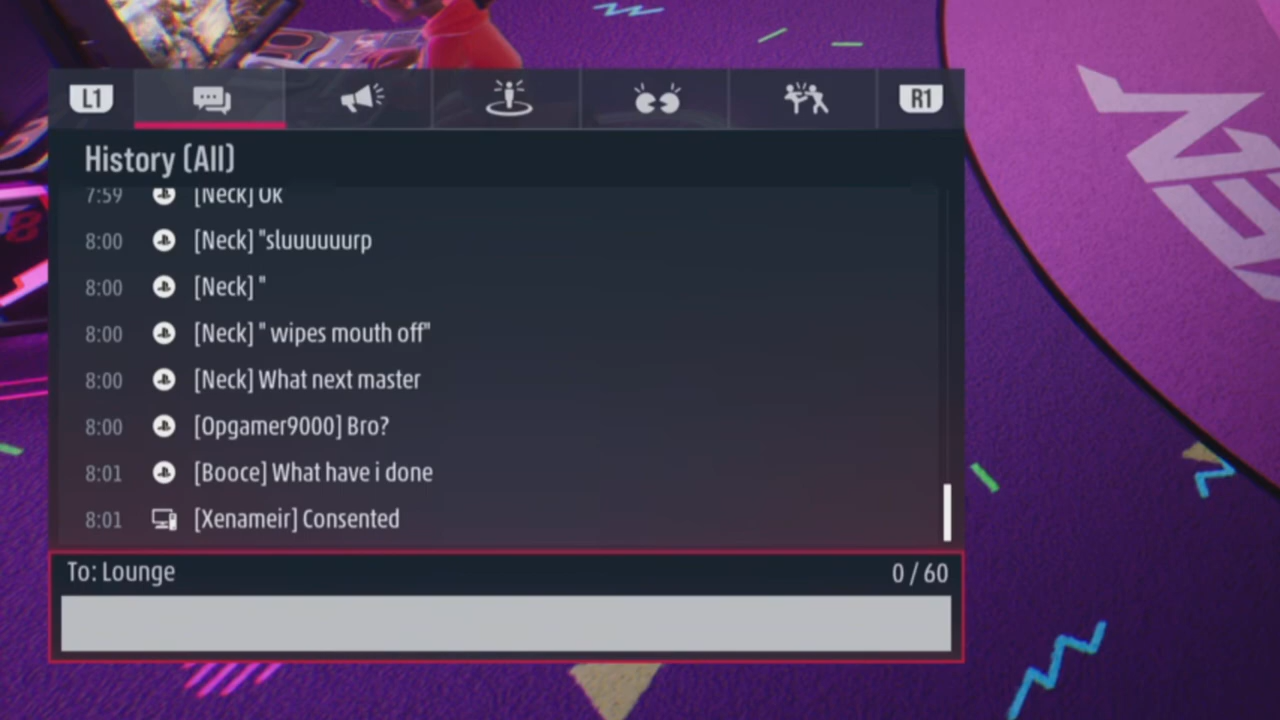 L1
R1
History (All)
7:59 [Neck] Ok
8:00 [Neck] "sluuuuuurp
8:00 [Neck] "
8:00 [Neck] " wipes mouth off"
8:00 [Neck] What next master
8:00 [Opgamer9000] Bro?
8:01 [Booce] What have i done
8:01 [Xenameir] Consented
To: Lounge
0 / 60